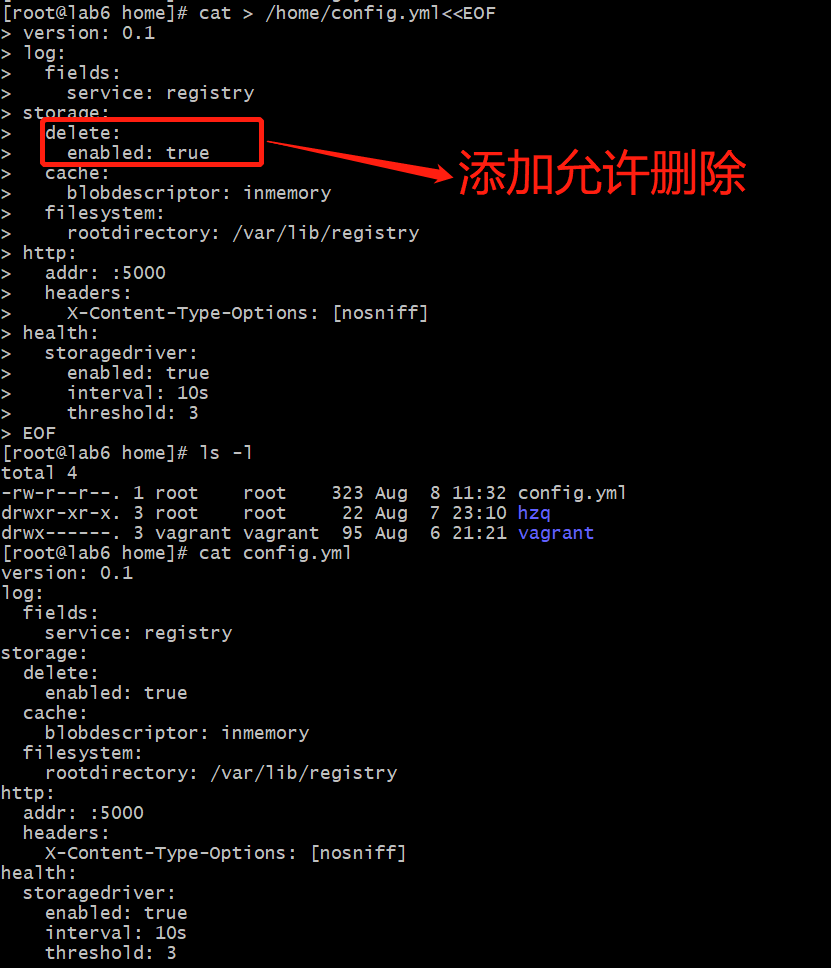 [root@lab6 home]# cat > /home/config.yml<<EOF
> version: 0.1
> log:
>   fields:
>     service: registry
> storage:
>   delete:
>     enabled: true
添加允许删除
>   cache:
>     blobdescriptor: inmemory
>   filesystem:
>     rootdirectory: /var/lib/registry
> http:
>   addr: :5000
>   headers:
>     X-Content-Type-Options: [nosniff]
> health:
>   storagedriver:
>     enabled: true
>     interval: 10s
>     threshold: 3
> EOF
[root@lab6 home]# ls -l
total 4
-rw-r--r--. 1 root    root    323 Aug  8 11:32 config.yml
drwxr-xr-x. 3 root    root     22 Aug  7 23:10 hzq
drwx------. 3 vagrant vagrant  95 Aug  6 21:21 vagrant
[root@lab6 home]# cat config.yml
version: 0.1
log:
  fields:
    service: registry
storage:
  delete:
    enabled: true
  cache:
    blobdescriptor: inmemory
  filesystem:
    rootdirectory: /var/lib/registry
http:
  addr: :5000
  headers:
    X-Content-Type-Options: [nosniff]
health:
  storagedriver:
    enabled: true
    interval: 10s
    threshold: 3